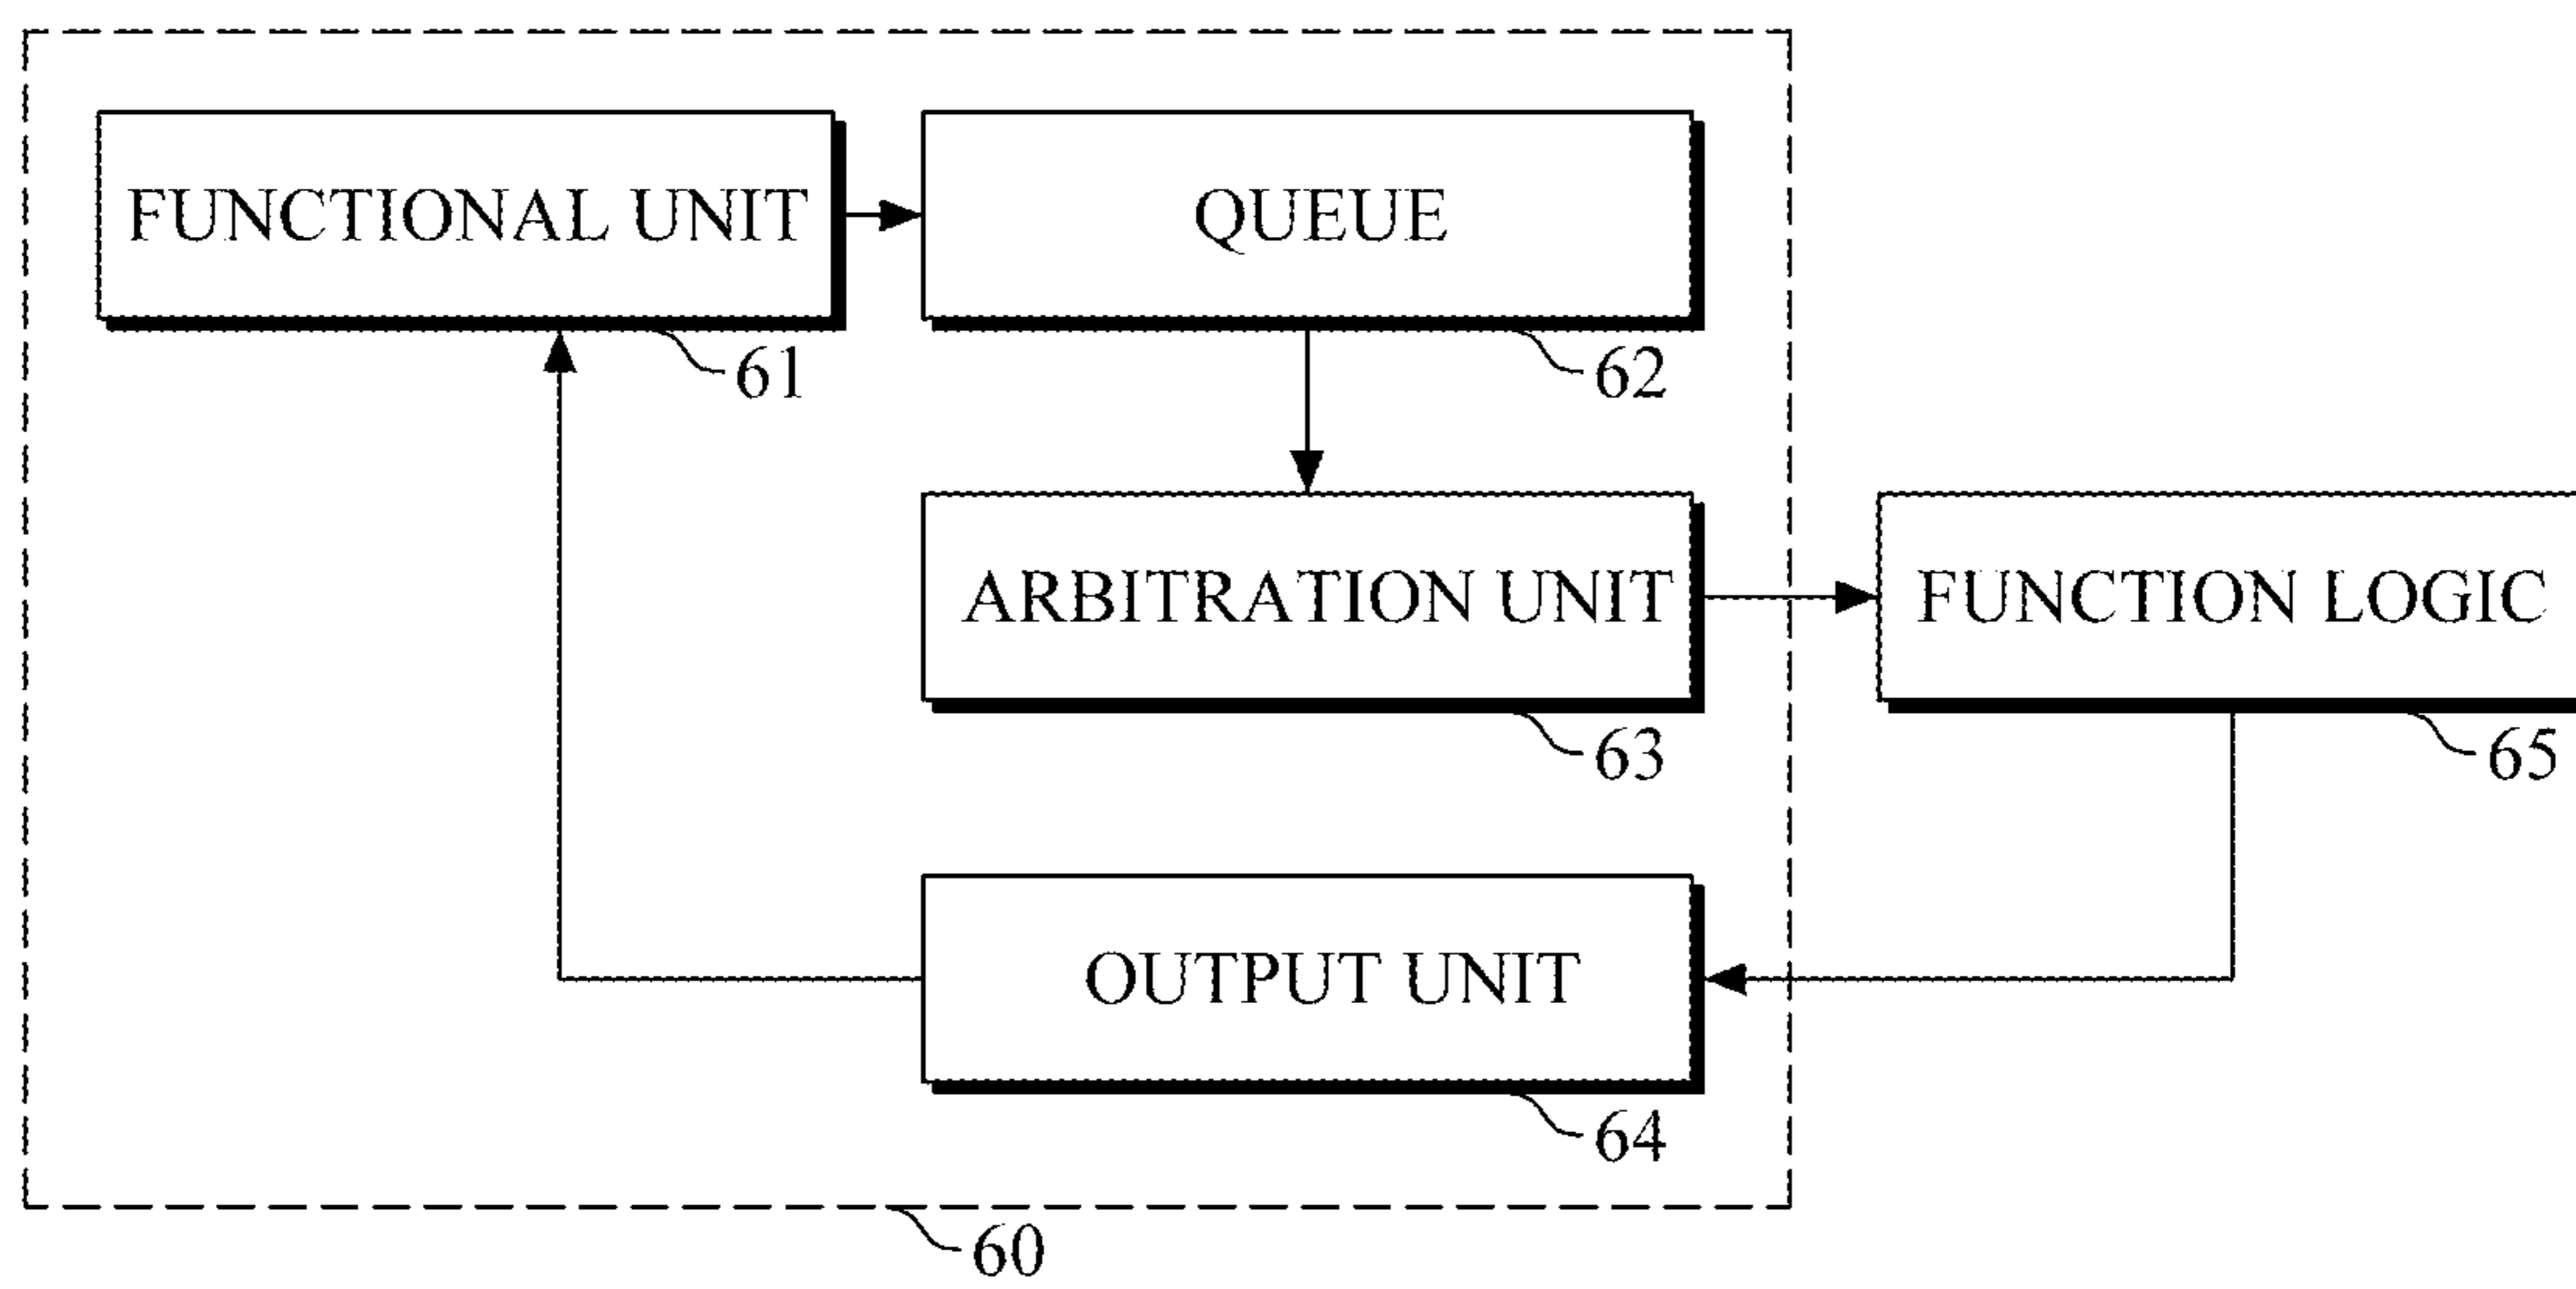 FUNCTIONAL UNIT
QUEUE
61
62
ARBITRATION UNIT
FUNCTION LOGIC
63
65
OUTPUT UNIT
64
60